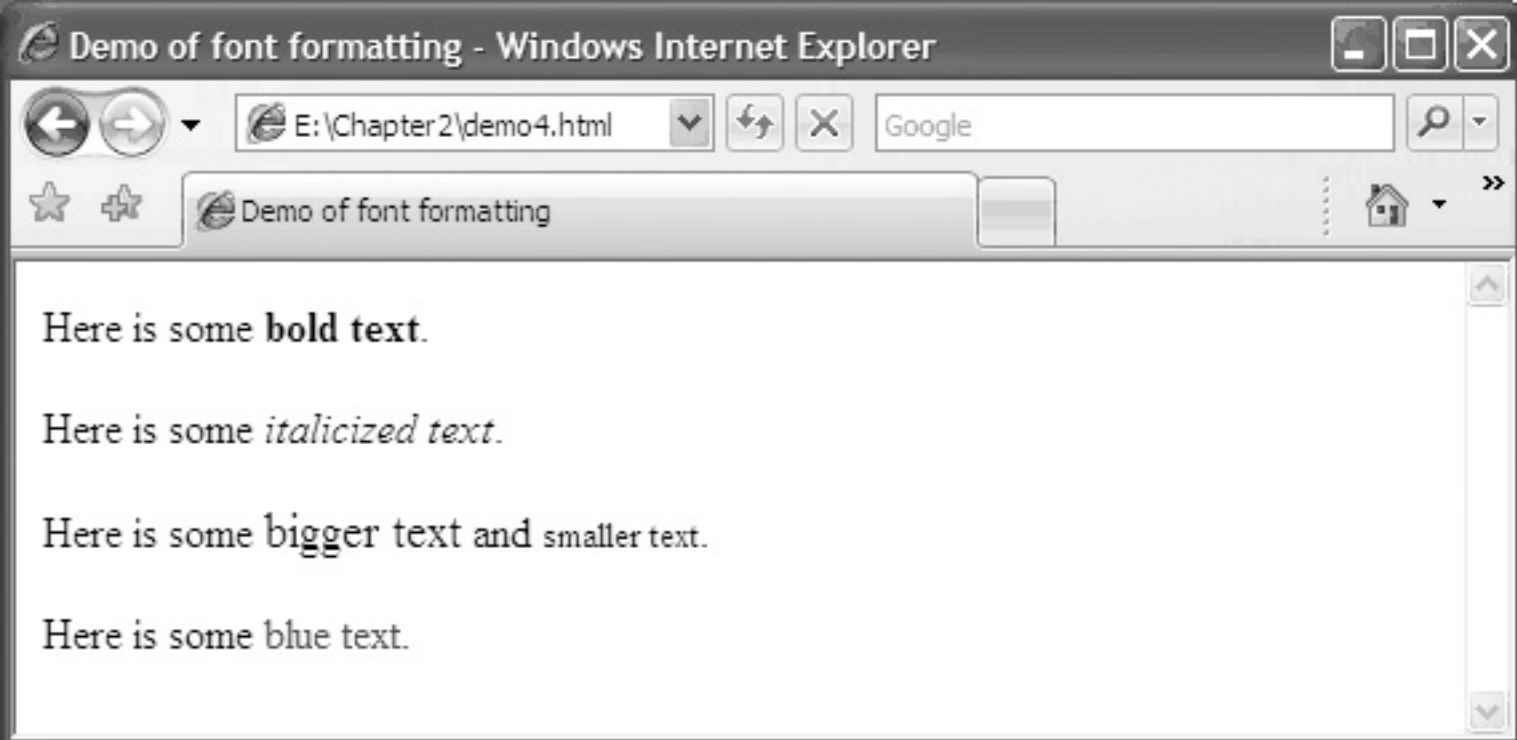 Demo of font formatting - Windows Internet Explorer
E:\Chapter2\demo4.html
Google
Demo of font formatting
Here is some bold text.
Here is some italicized text.
Here is some bigger text and smaller text.
Here is some blue text.